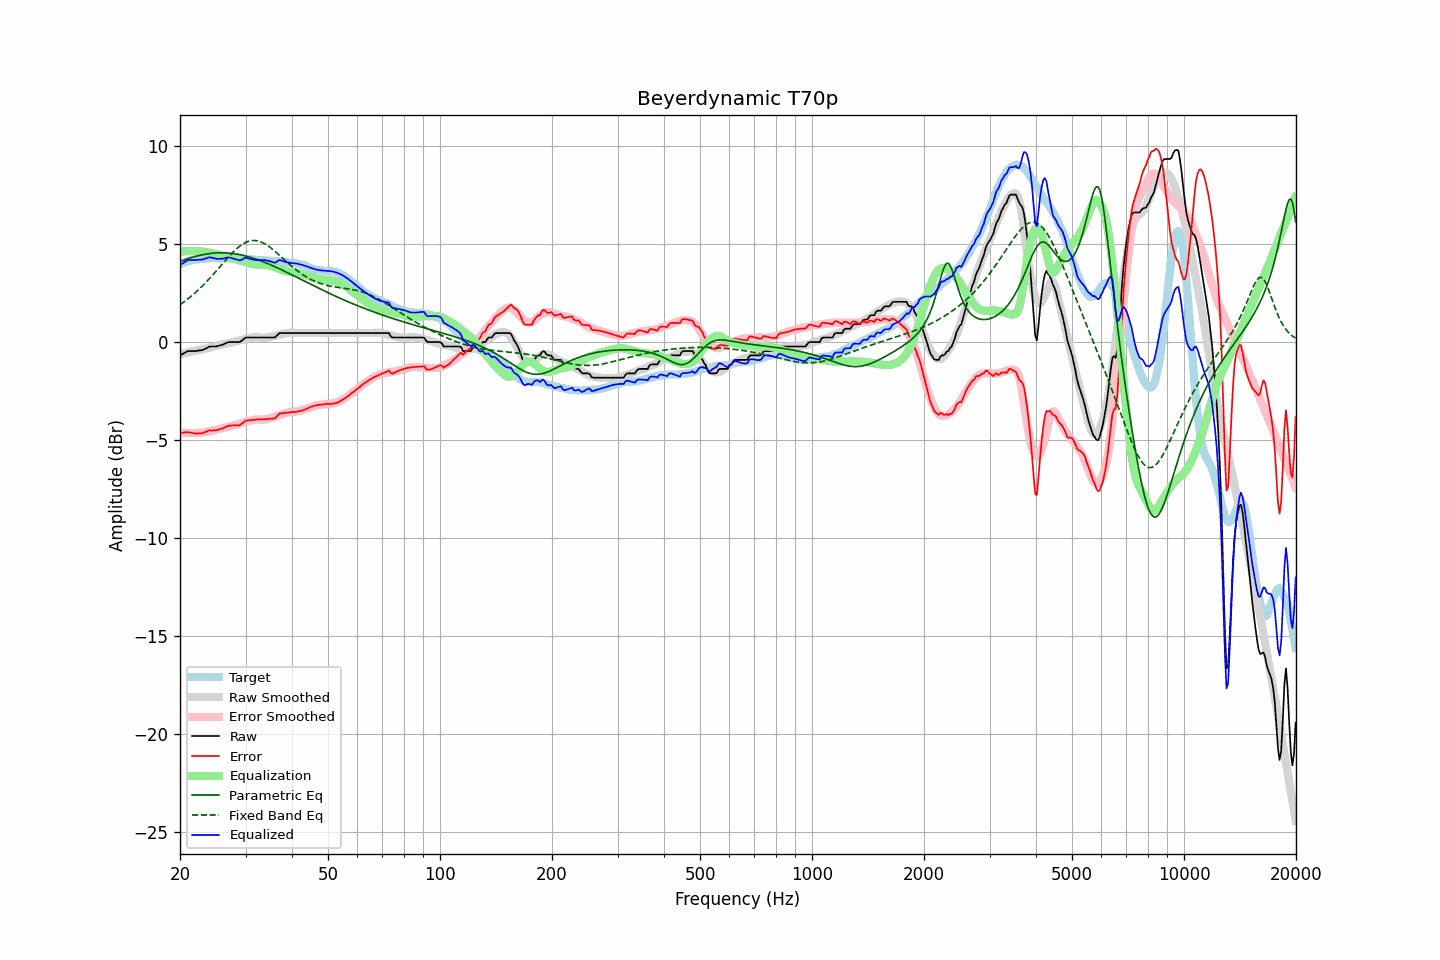 Beyerdynamic T70p
10
5
0
−5
−10
−15
−20
−25
Amplitude (dBr)
Target
Raw Smoothed
Error Smoothed
Raw
Error
Equalization
Parametric Eq
Fixed Band Eq
Equalized
20 50 100 200 500 1000 2000 5000 10000 20000
Frequency (Hz)